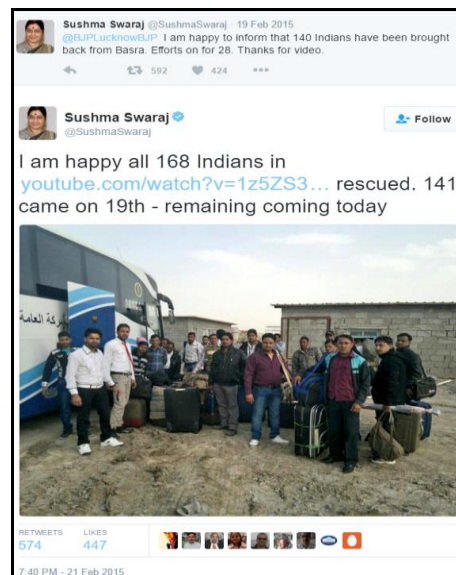 Sushma Swaraj @SushmaSwaraj · 19 Feb 2015
@BJPLucknowBJP I am happy to inform that 140 Indians have been brought
back from Basra. Efforts on for 28. Thanks for video.
592 424
Sushma Swaraj
@SushmaSwaraj
Follow
I am happy all 168 Indians in
youtube.com/watch?v=1z5ZS3... rescued. 141
came on 19th - remaining coming today
الشركة العامة
RETWEETS LIKES
574 447
7:40 PM - 21 Feb 2015